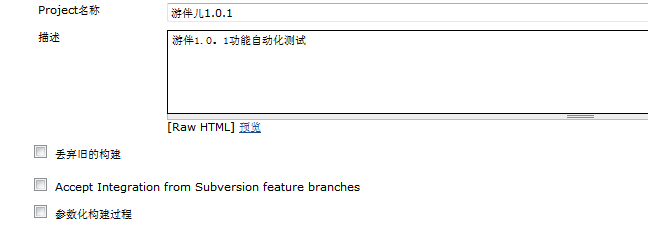 Project名称
游伴儿1.0.1
描述
游伴1.0。1功能自动化测试
[Raw HTML] 预览
丢弃旧的构建
Accept Integration from Subversion feature branches
参数化构建过程